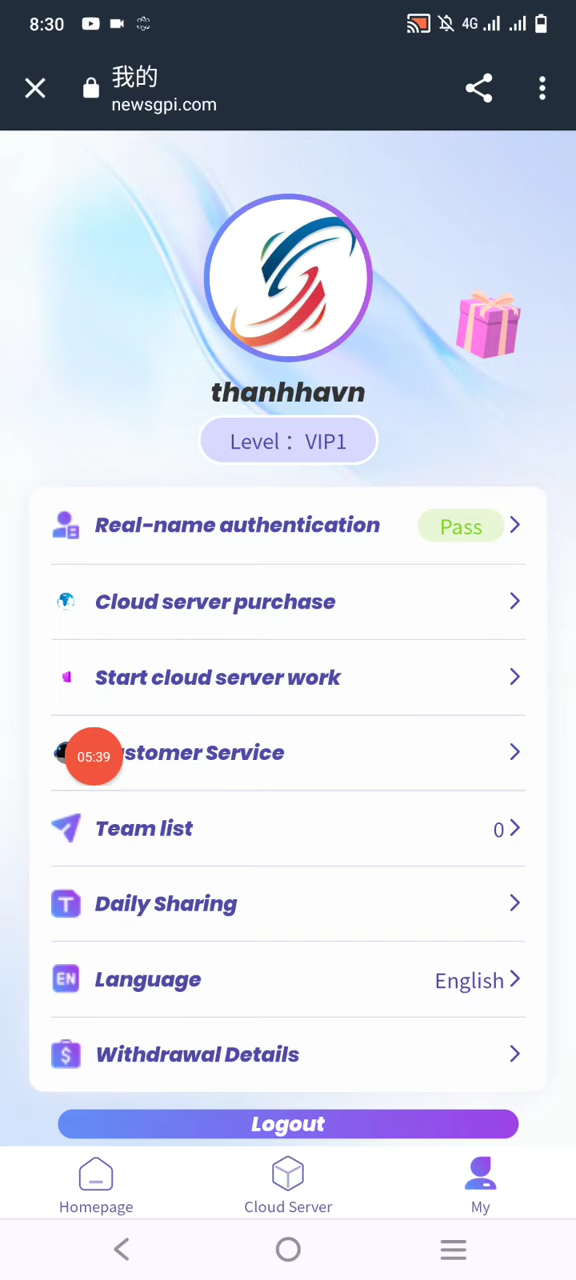 8:30
4G
我的
newsgpi.com
thanhhavn
Level： VIP1
Real-name authentication
Pass
Cloud server purchase
Start cloud server work
05:39
stomer Service
Team list
0
Daily Sharing
EN
Language
English
Withdrawal Details
Logout
Homepage
Cloud Server
My